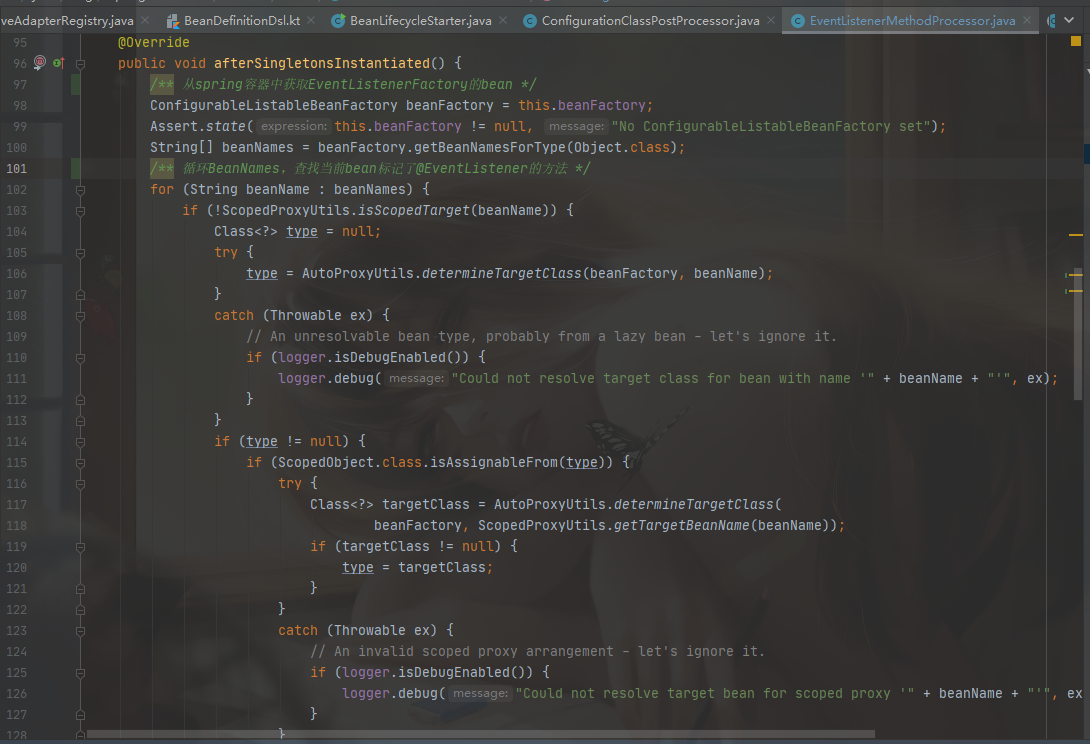 veAdapterRegistry.java BeanDefinitionDsl.kt BeanLifecycleStarter.java ConfigurationClassPostProcessor.java EventListenerMethodProcessor.java
95 @Override
96 public void afterSingletonsInstantiated() {
97 /** 从spring容器中获取EventListenerFactory的bean */
98 ConfigurableListableBeanFactory beanFactory = this.beanFactory;
99 Assert.state( expression: this.beanFactory != null, message: "No ConfigurableListableBeanFactory set");
100 String[] beanNames = beanFactory.getBeanNamesForType(Object.class);
101 /** 循环BeanNames，查找当前bean标记了@EventListener的方法 */
102 for (String beanName : beanNames) {
103 if (!ScopedProxyUtils.isScopedTarget(beanName)) {
104 Class<?> type = null;
105 try {
106 type = AutoProxyUtils.determineTargetClass(beanFactory, beanName);
107 }
108 catch (Throwable ex) {
109 // An unresolvable bean type, probably from a lazy bean - let's ignore it.
110 if (logger.isDebugEnabled()) {
111 logger.debug( message: "Could not resolve target class for bean with name '" + beanName + "'", ex);
112 }
113 }
114 if (type != null) {
115 if (ScopedObject.class.isAssignableFrom(type)) {
116 try {
117 Class<?> targetClass = AutoProxyUtils.determineTargetClass(
118 beanFactory, ScopedProxyUtils.getTargetBeanName(beanName));
119 if (targetClass != null) {
120 type = targetClass;
121 }
122 }
123 catch (Throwable ex) {
124 // An invalid scoped proxy arrangement - let's ignore it.
125 if (logger.isDebugEnabled()) {
126 logger.debug( message: "Could not resolve target bean for scoped proxy '" + beanName + "'", ex
127 }
128 }